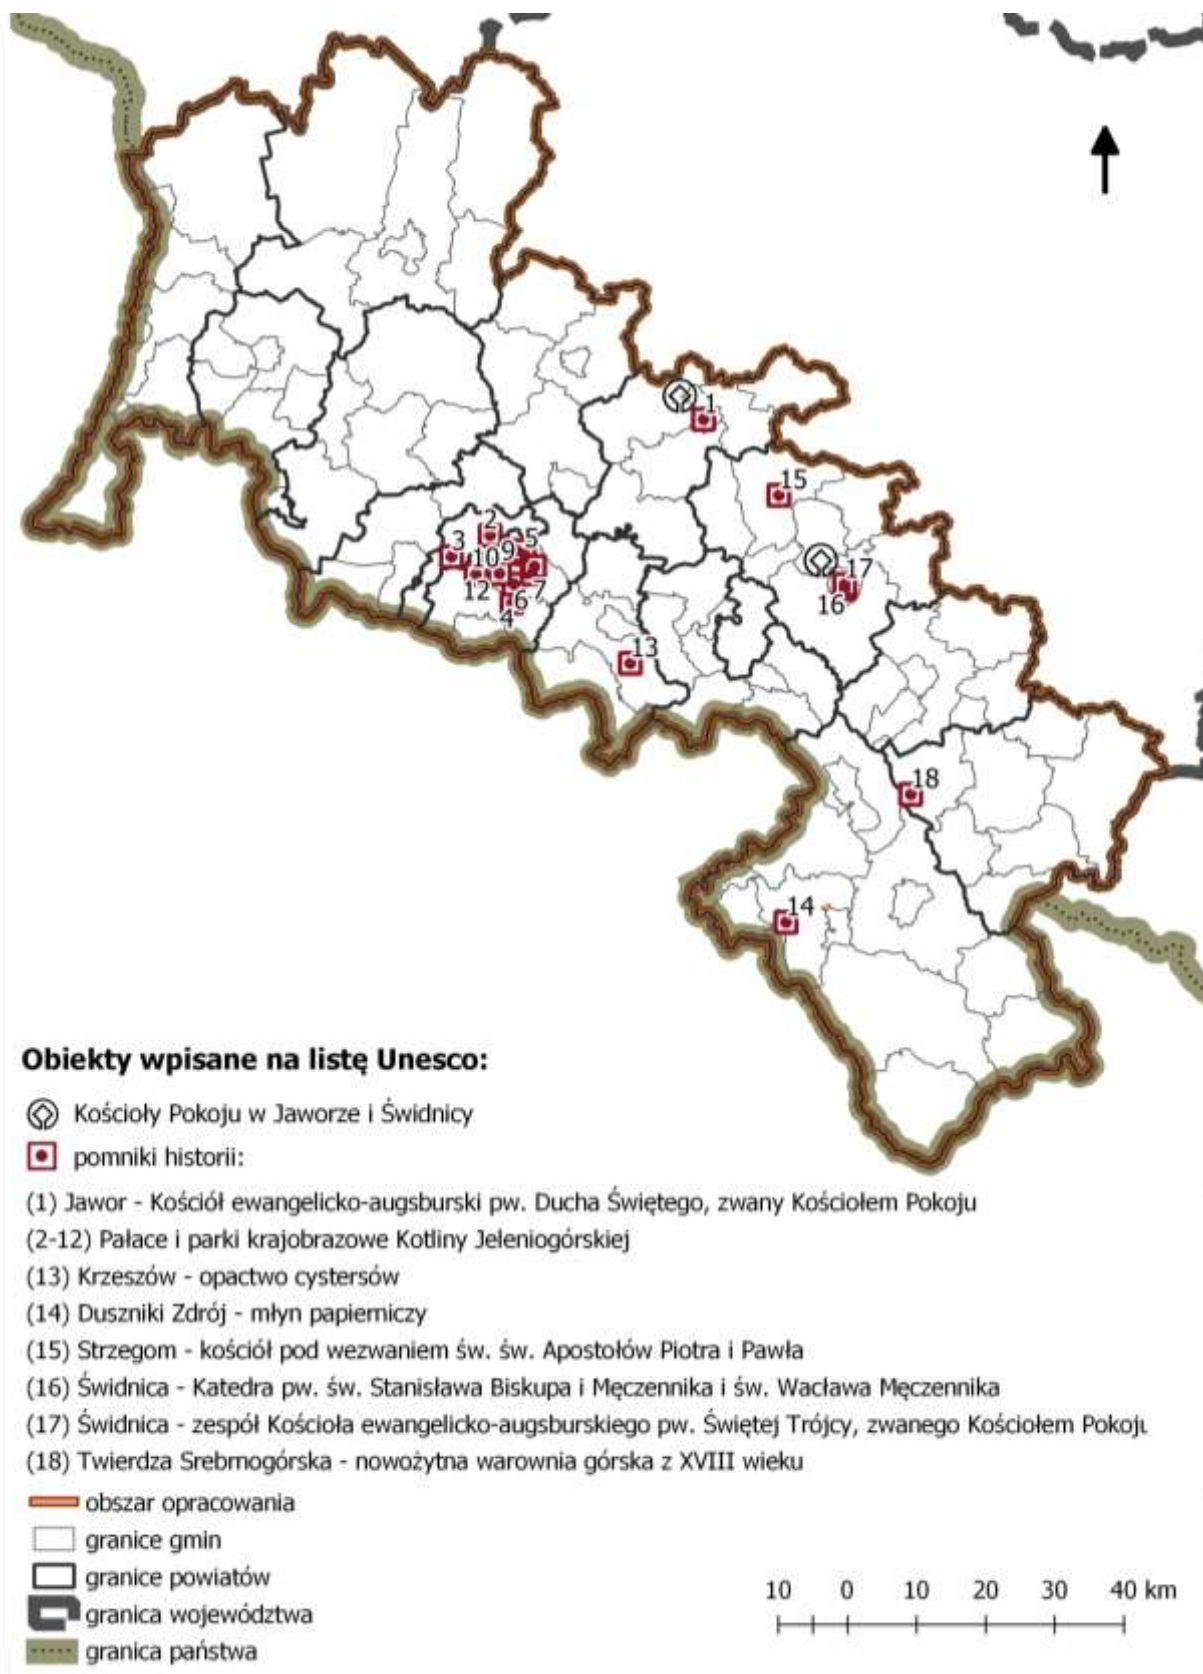 1
15
2
3
9
5
10
12
7
6
4
17
16
13
18
14
Obiekty wpisane na listę Unesco:
Kościoły Pokoju w Jaworze i Świdnicy
pomniki historii:
(1) Jawor - Kościół ewangelicko-augsburski pw. Ducha Świętego, zwany Kościołem Pokoju
(2-12) Pałace i parki krajobrazowe Kotliny Jeleniogórskiej
(13) Krzeszów - opactwo cystersów
(14) Duszniki Zdrój - młyn papierniczy
(15) Strzegom - kościół pod wezwaniem św. św. Apostołów Piotra i Pawła
(16) Świdnica - Katedra pw. św. Stanisława Biskupa i Męczennika i św. Wacława Męczennika
(17) Świdnica - zespół Kościoła ewangelicko-augsburskiego pw. Świętej Trójcy, zwanego Kościołem Pokoju
(18) Twierdza Srebrnogórska - nowożytna warownia górska z XVIII wieku
obszar opracowania
granice gmin
granice powiatów
granica województwa
granica państwa
10 0 10 20 30 40 km